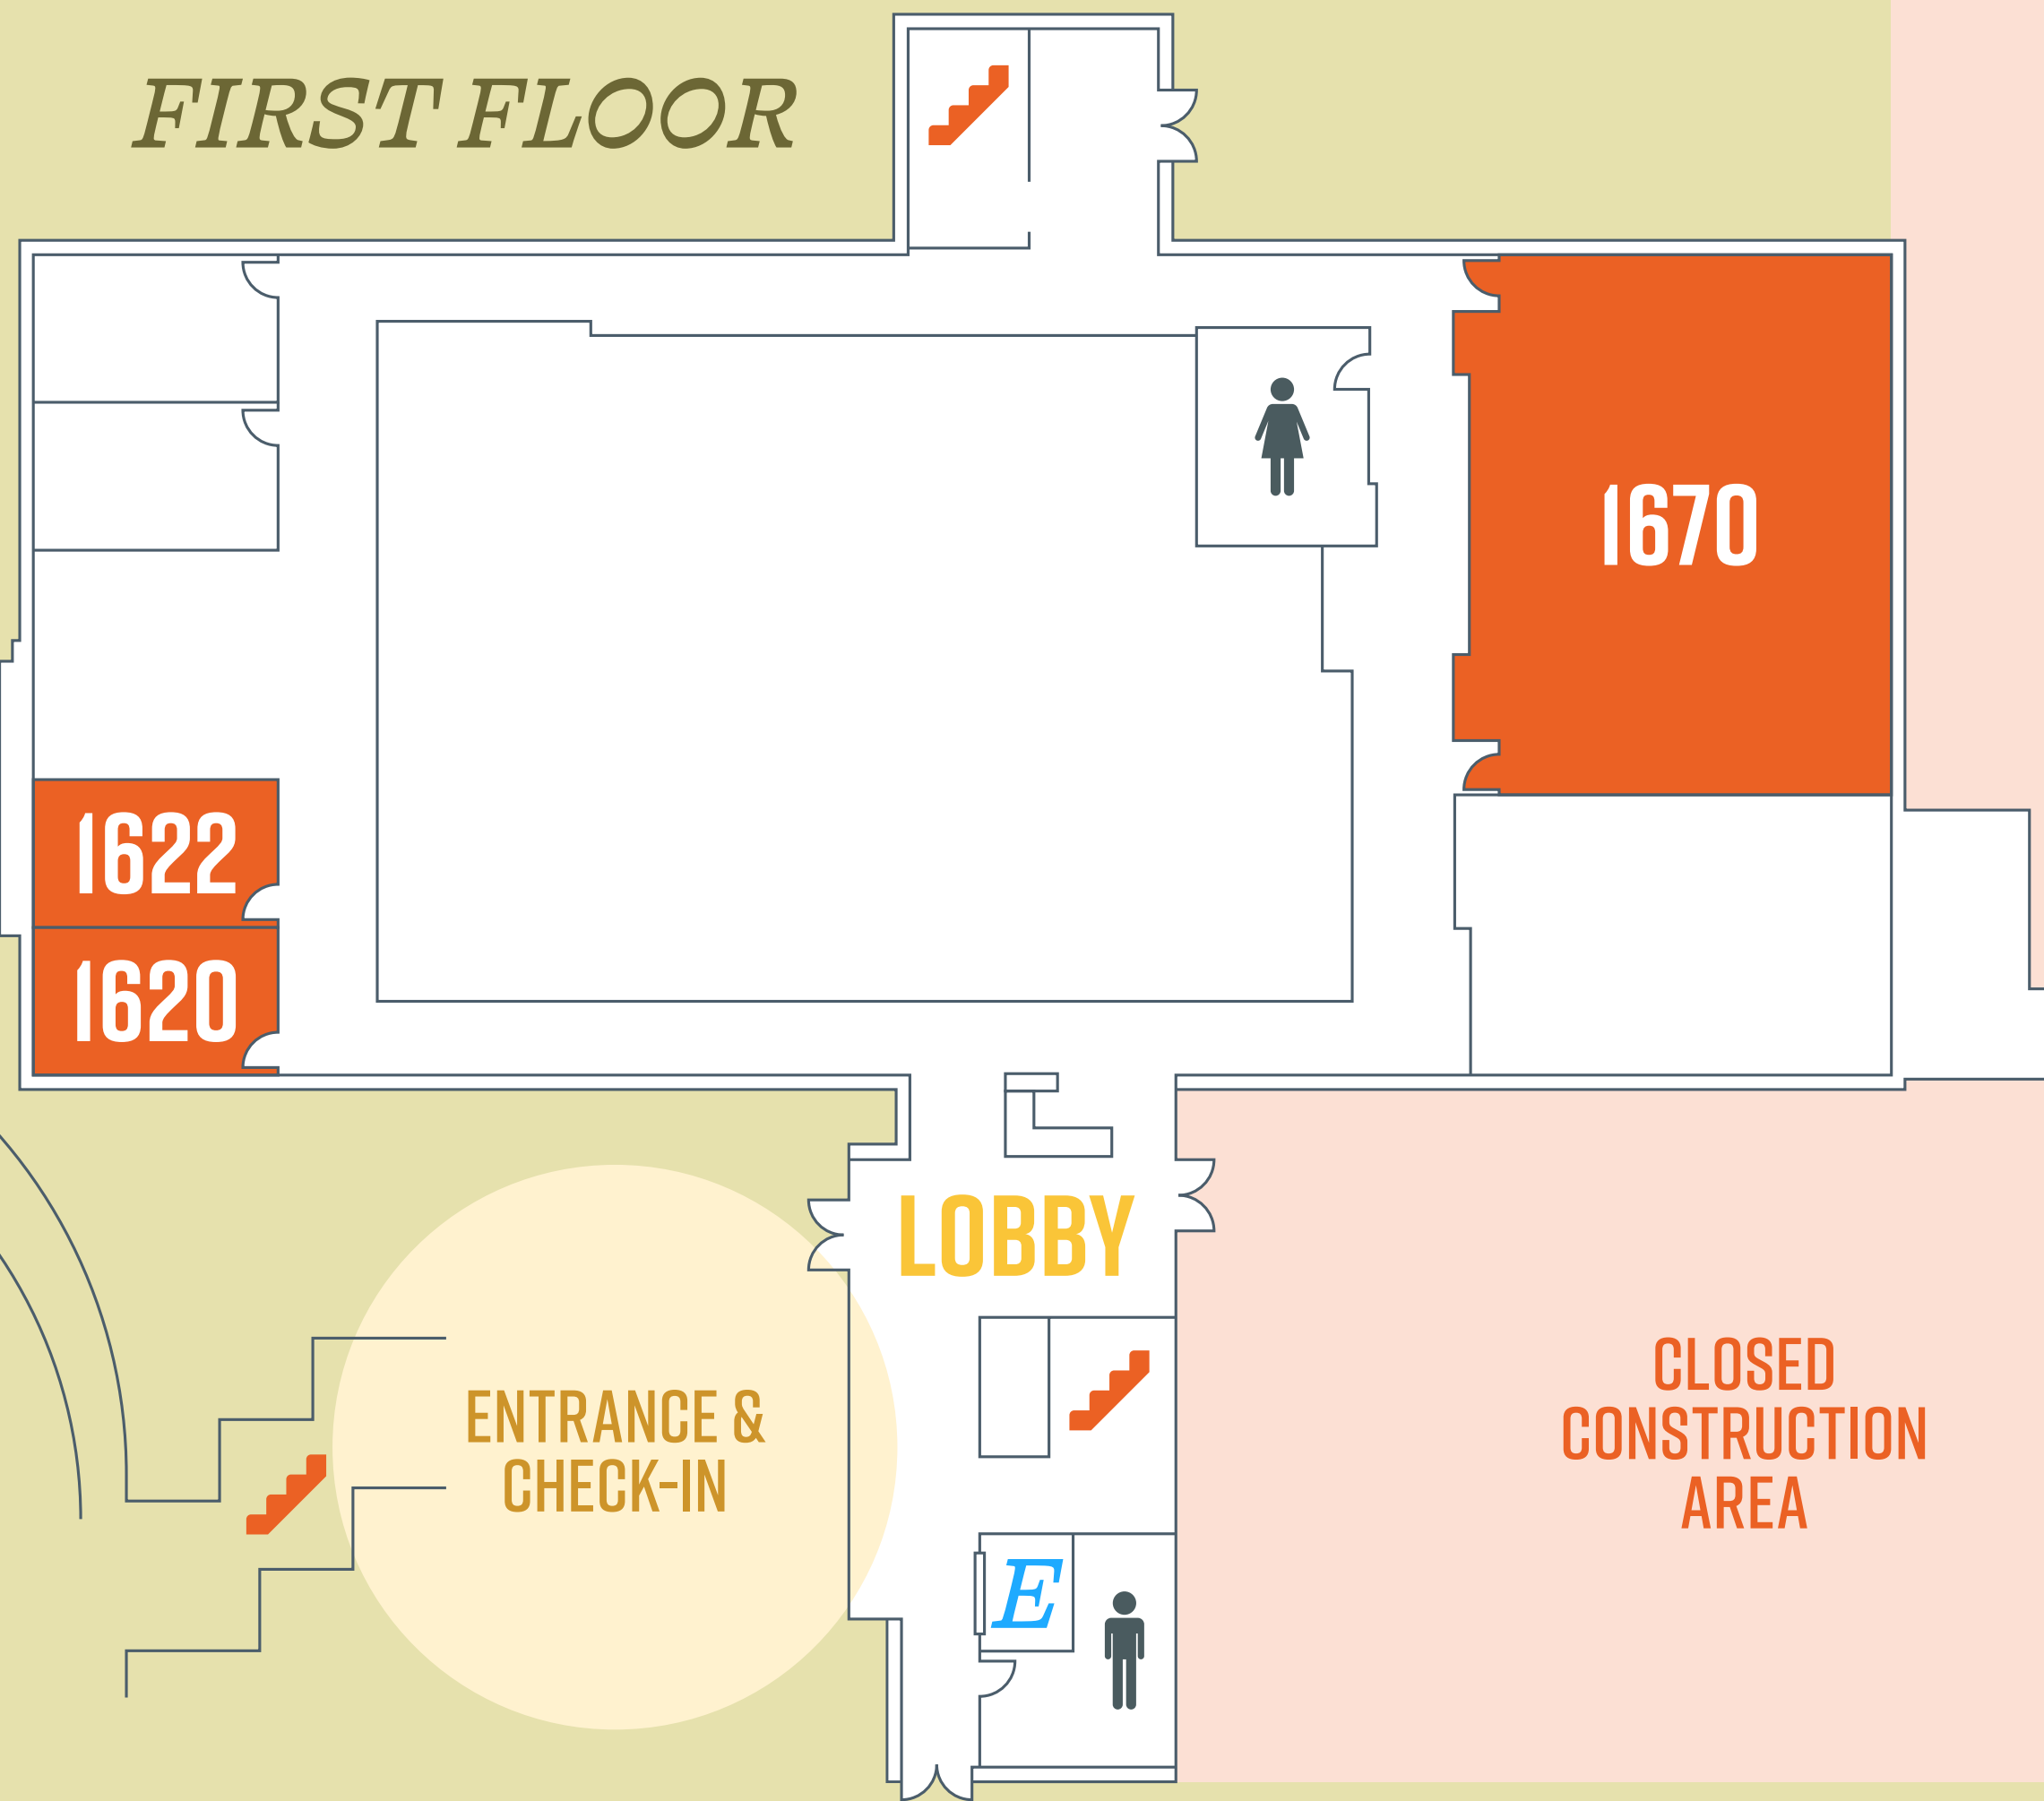 FIRST FLOOR
1670
1622
1620
LOBBY
ENTRANCE &
CHECK-IN
CLOSED
CONSTRUCTION
AREA
E